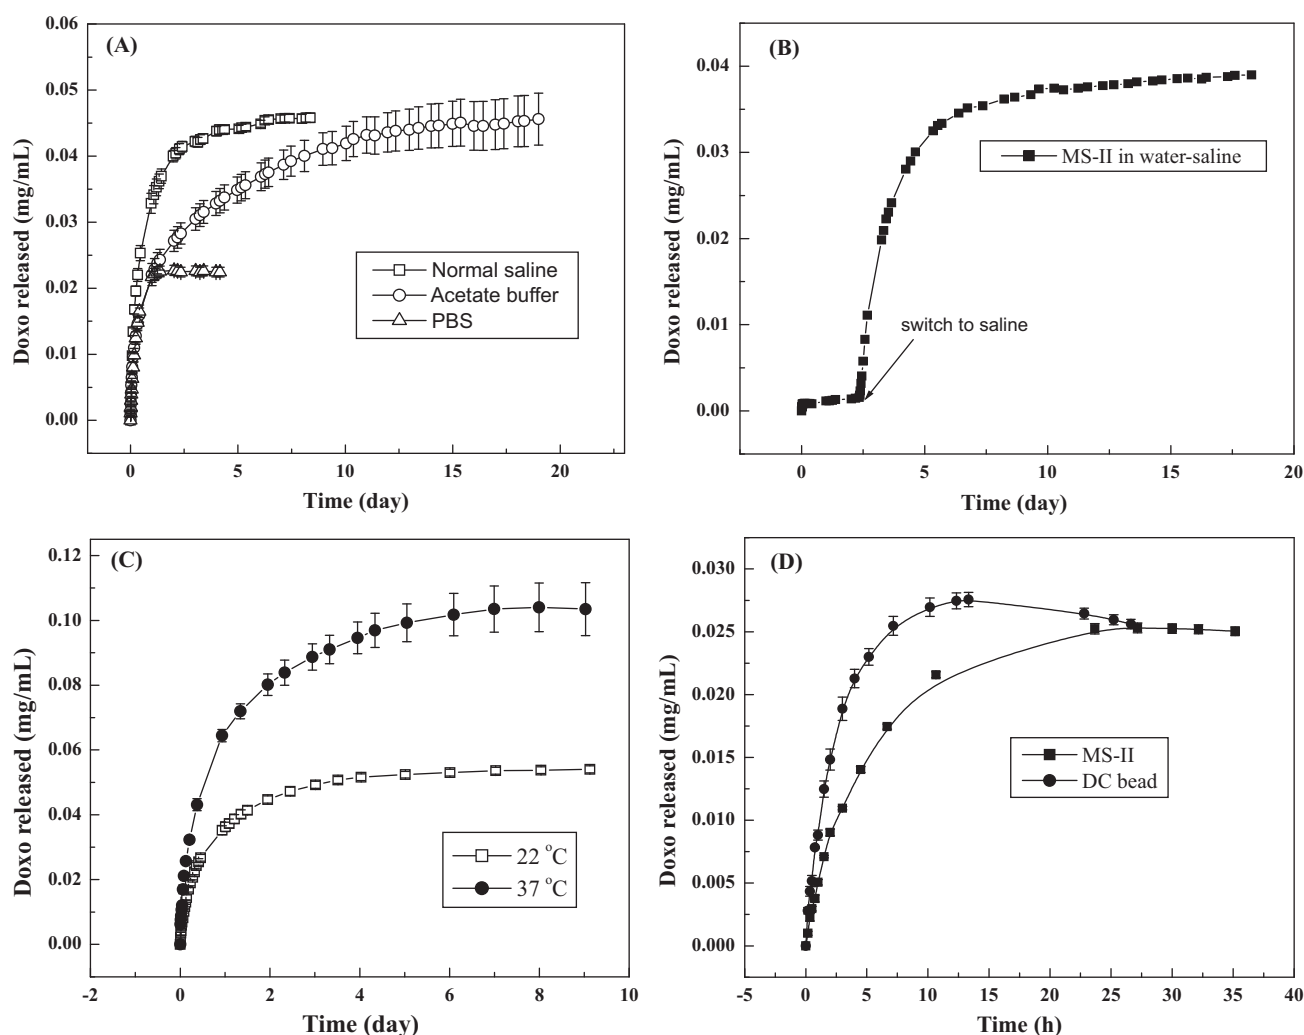 (A)
0.06
0.05
0.04
0.03
0.02
0.01
0.00
Doxo released (mg/mL)
Normal saline
Acetate buffer
PBS
0 5 10 15 20
Time (day)
(B)
0.04
0.03
0.02
0.01
0.00
Doxo released (mg/mL)
MS-II in water-saline
switch to saline
0 5 10 15 20
Time (day)
(C)
0.12
0.10
0.08
0.06
0.04
0.02
0.00
Doxo released (mg/mL)
22 °C
37 °C
-2 0 2 4 6 8 10
Time (day)
(D)
0.030
0.025
0.020
0.015
0.010
0.005
0.000
Doxo released (mg/mL)
MS-II
DC bead
-5 0 5 10 15 20 25 30 35 40
Time (h)